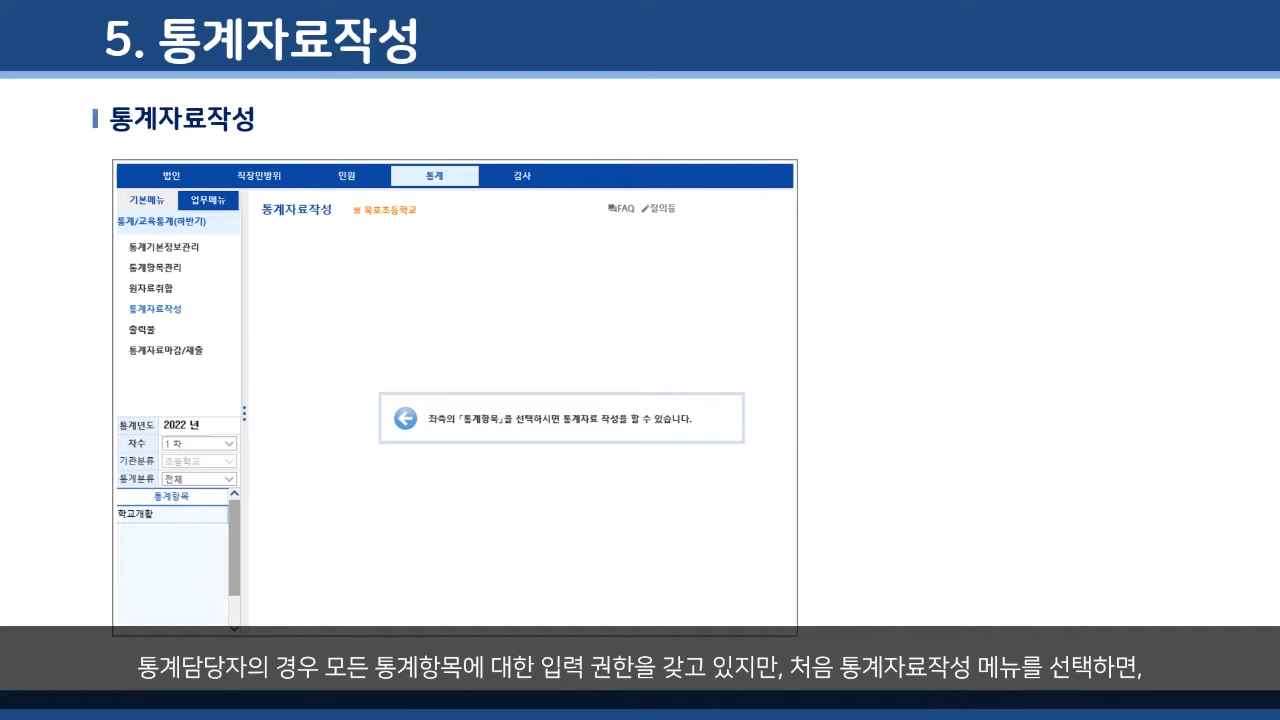 5. 통계자료작성
통계자료작성
법인 직장민방위 민원 통계 감사
기본메뉴 업무메뉴
통계/교육통계(하반기)
통계기본정보관리
통계항목관리
원자료취합
통계자료작성
출력물
통계자료마감/제출
통계자료작성 ※ 묵호초등학교 FAQ 질의응
좌측의 「통계항목」을 선택하시면 통계자료 작성을 할 수 있습니다.
통계년도 2022 년
차수 1 차
기관분류 초등학교
통계분류 전체
통계항목
학교개황
통계담당자의 경우 모든 통계항목에 대한 입력 권한을 갖고 있지만, 처음 통계자료작성 메뉴를 선택하면,